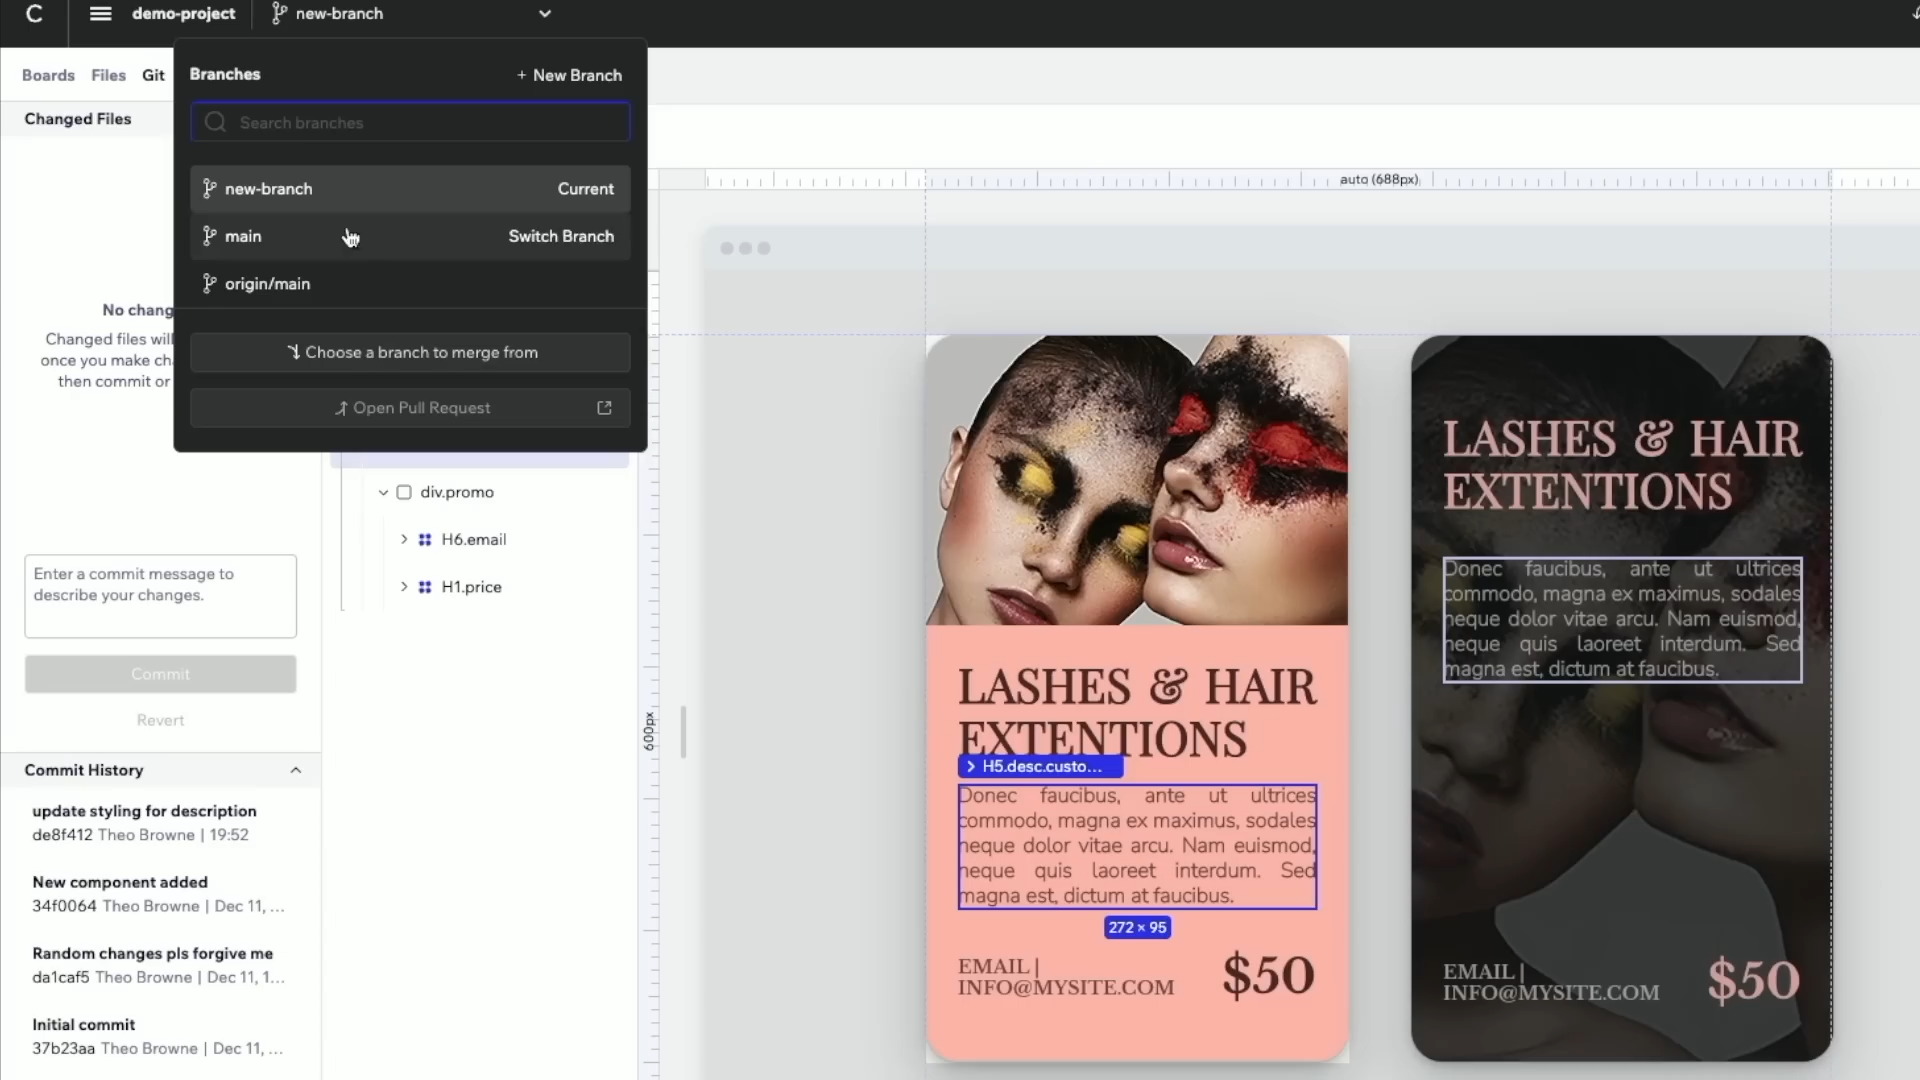 C
demo-project
new-branch
Boards Files Git
Changed Files
Branches
+ New Branch
Search branches
new-branch Current
main Switch Branch
origin/main
Choose a branch to merge from
Open Pull Request
No chang
Changed files will
once you make ch
then commit or
Enter a commit message to
describe your changes.
Commit
Revert
Commit History
update styling for description
de8f412 Theo Browne | 19:52
New component added
34f0064 Theo Browne | Dec 11, ...
Random changes pls forgive me
da1caf5 Theo Browne | Dec 11, 1...
Initial commit
37b23aa Theo Browne | Dec 11, ...
div.promo
H6.email
H1.price
auto (688px)
600px
LASHES & HAIR
EXTENTIONS
H5.desc.custo...
Donec faucibus, ante ut ultrices
commodo, magna ex maximus, sodales
neque dolor vitae arcu. Nam euismod,
neque quis laoreet interdum. Sed
magna est, dictum at faucibus.
272 × 95
EMAIL |
INFO@MYSITE.COM
$50
LASHES & HAIR
EXTENTIONS
Donec faucibus, ante ut ultrices
commodo, magna ex maximus, sodales
neque dolor vitae arcu. Nam euismod,
neque quis laoreet interdum. Sed
magna est, dictum at faucibus.
EMAIL |
INFO@MYSITE.COM
$50